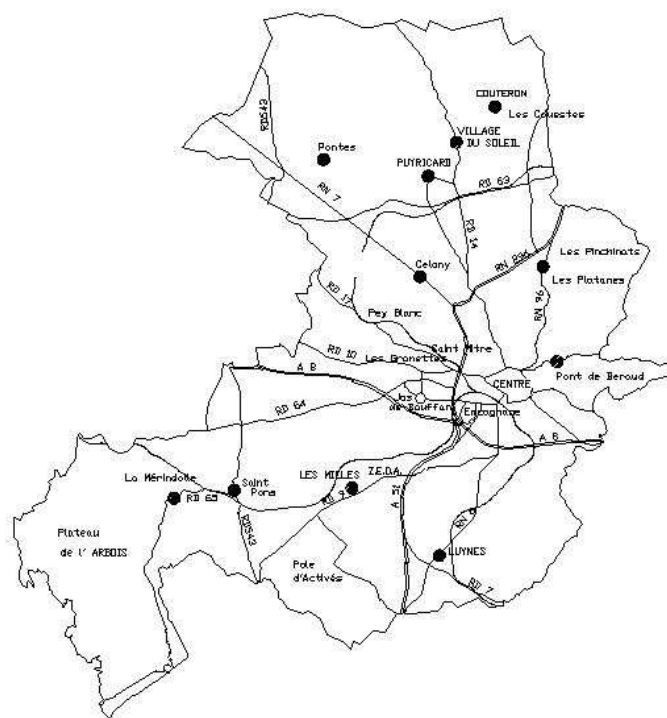 COUTERON
Les Couestes
RD543
VILLAGE
DU SOLEIL
Pontes
PUYRICARD
RN 7
RD 63
RD 14
RN 296
Les Pinchinats
Celony
Les Platanes
RD 17
RN 96
Pey Blanc
Saint Mitre
RD 10
Les Gronettes
Pont de Beraud
A 8
CENTRE
Jas
de Bouffan
Encagnane
RD 64
A 8
La Mérindolle
Saint
Pons
LES MIELES
Z.E.D.A.
RD 65
RD 9
A 51
RN 8
Plateau
de l' ARBOIS
RD543
LUYNES
Pole
d'Activés
RD 7